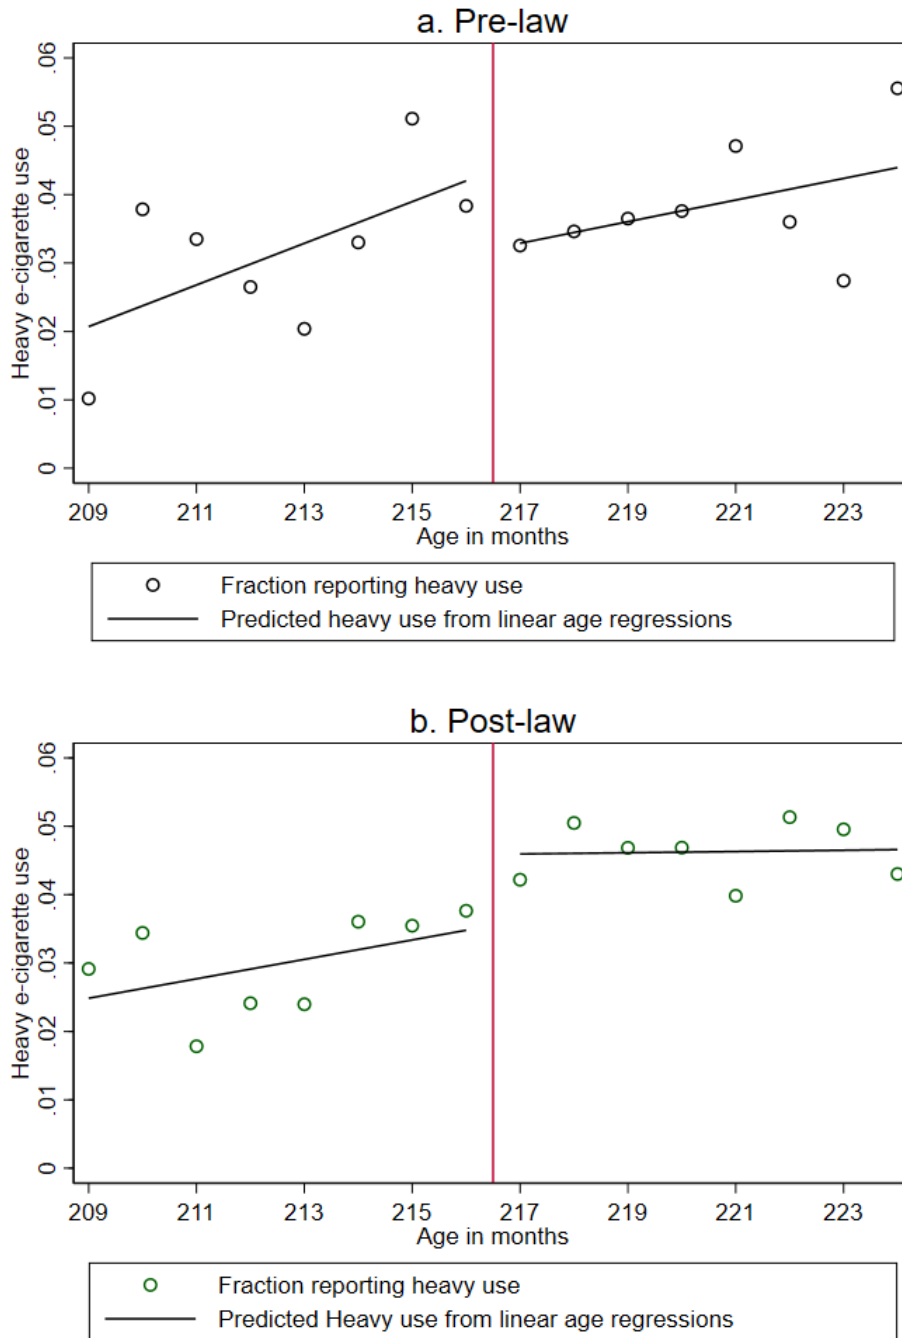 a. Pre-law
Heavy e-cigarette use
.06
.05
.04
.03
.02
.01
0
209 211 213 215 217 219 221 223
Age in months
Fraction reporting heavy use
Predicted heavy use from linear age regressions
b. Post-law
Heavy e-cigarette use
.06
.05
.04
.03
.02
.01
0
209 211 213 215 217 219 221 223
Age in months
Fraction reporting heavy use
Predicted Heavy use from linear age regressions